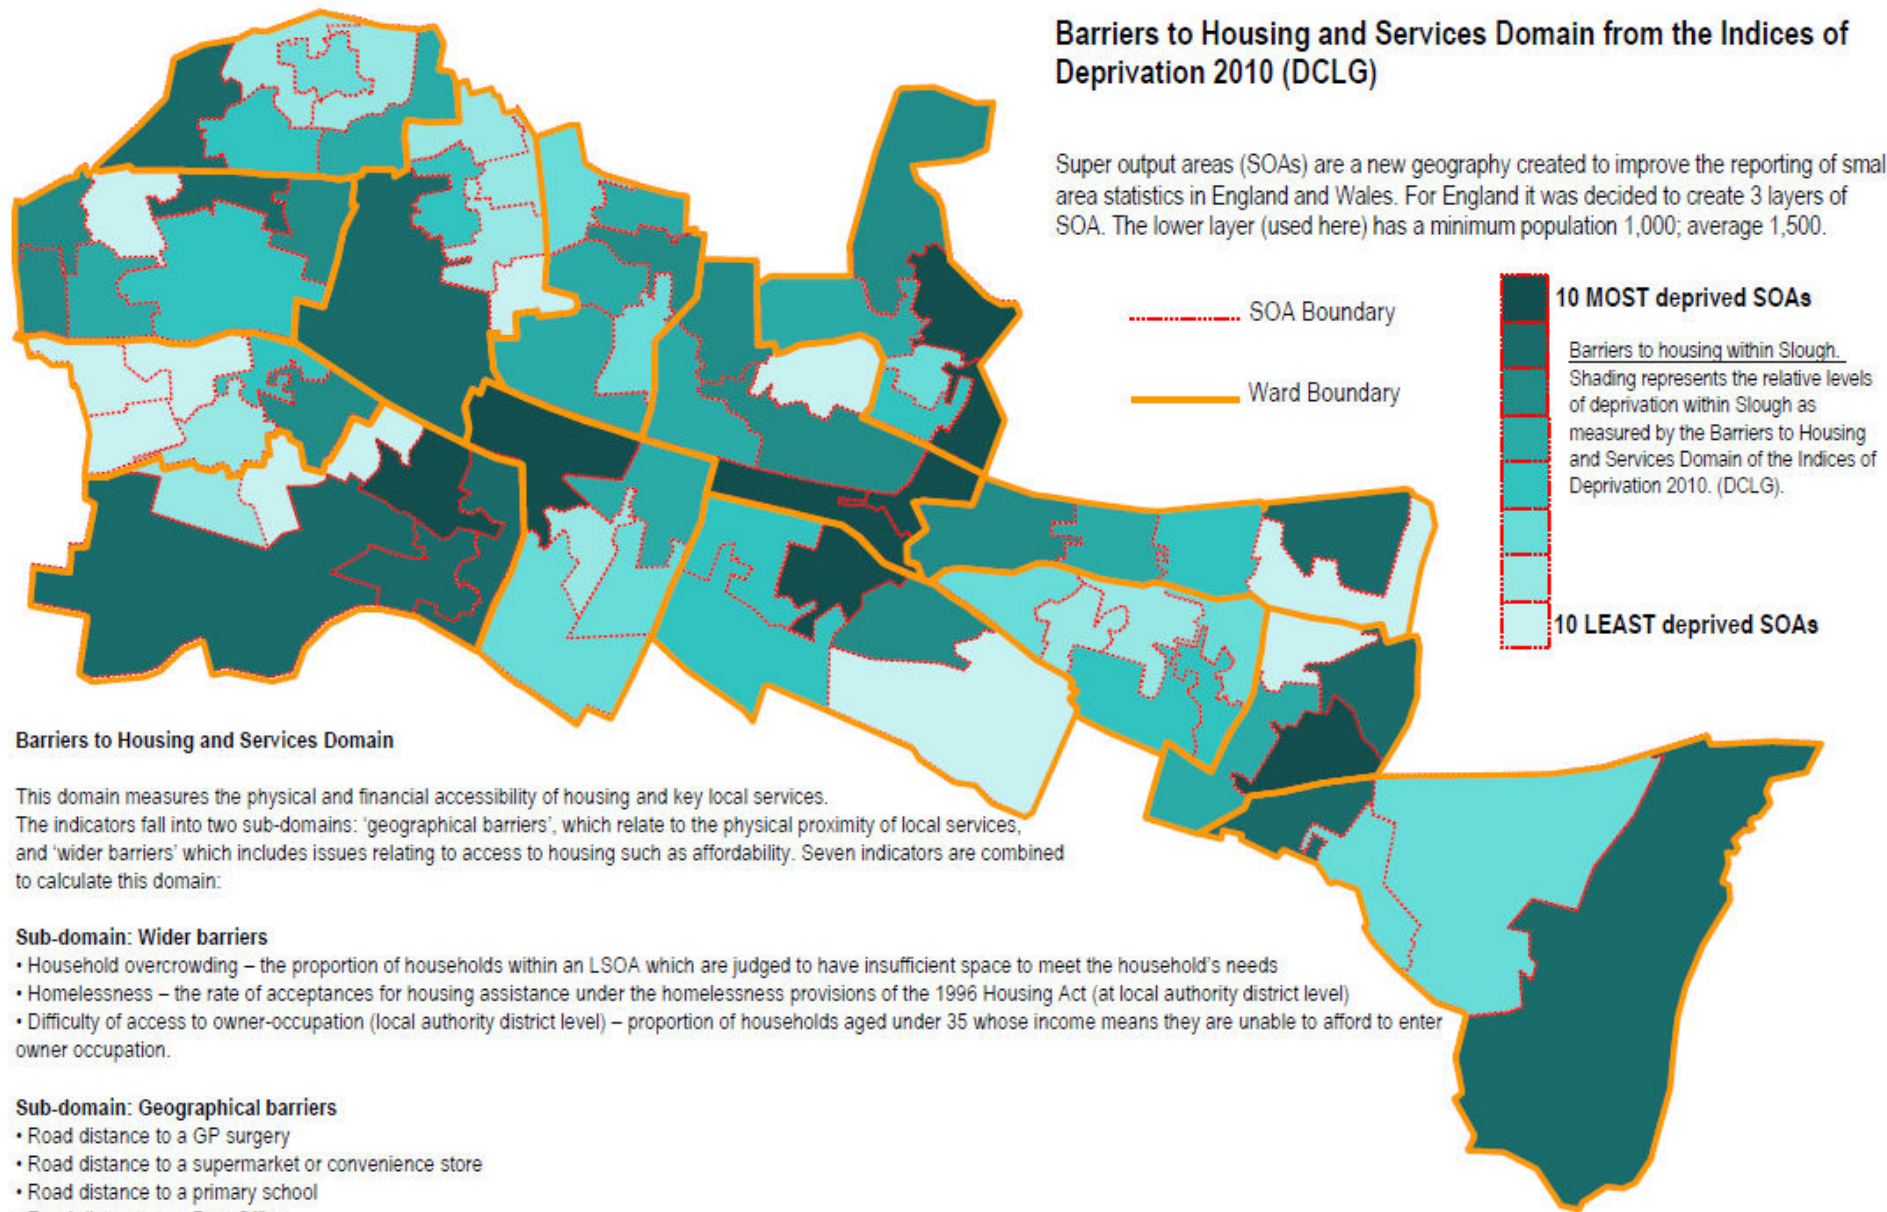 Barriers to Housing and Services Domain from the Indices of
Deprivation 2010 (DCLG)
Super output areas (SOAs) are a new geography created to improve the reporting of smal
area statistics in England and Wales. For England it was decided to create 3 layers of
SOA. The lower layer (used here) has a minimum population 1,000; average 1,500.
SOA Boundary
Ward Boundary
10 MOST deprived SOAs
Barriers to housing within Slough.
Shading represents the relative levels
of deprivation within Slough as
measured by the Barriers to Housing
and Services Domain of the Indices of
Deprivation 2010. (DCLG).
10 LEAST deprived SOAs
Barriers to Housing and Services Domain
This domain measures the physical and financial accessibility of housing and key local services.
The indicators fall into two sub-domains: ‘geographical barriers’, which relate to the physical proximity of local services,
and ‘wider barriers’ which includes issues relating to access to housing such as affordability. Seven indicators are combined
to calculate this domain:
Sub-domain: Wider barriers
• Household overcrowding – the proportion of households within an LSOA which are judged to have insufficient space to meet the household’s needs
• Homelessness – the rate of acceptances for housing assistance under the homelessness provisions of the 1996 Housing Act (at local authority district level)
• Difficulty of access to owner-occupation (local authority district level) – proportion of households aged under 35 whose income means they are unable to afford to enter
owner occupation.
Sub-domain: Geographical barriers
• Road distance to a GP surgery
• Road distance to a supermarket or convenience store
• Road distance to a primary school